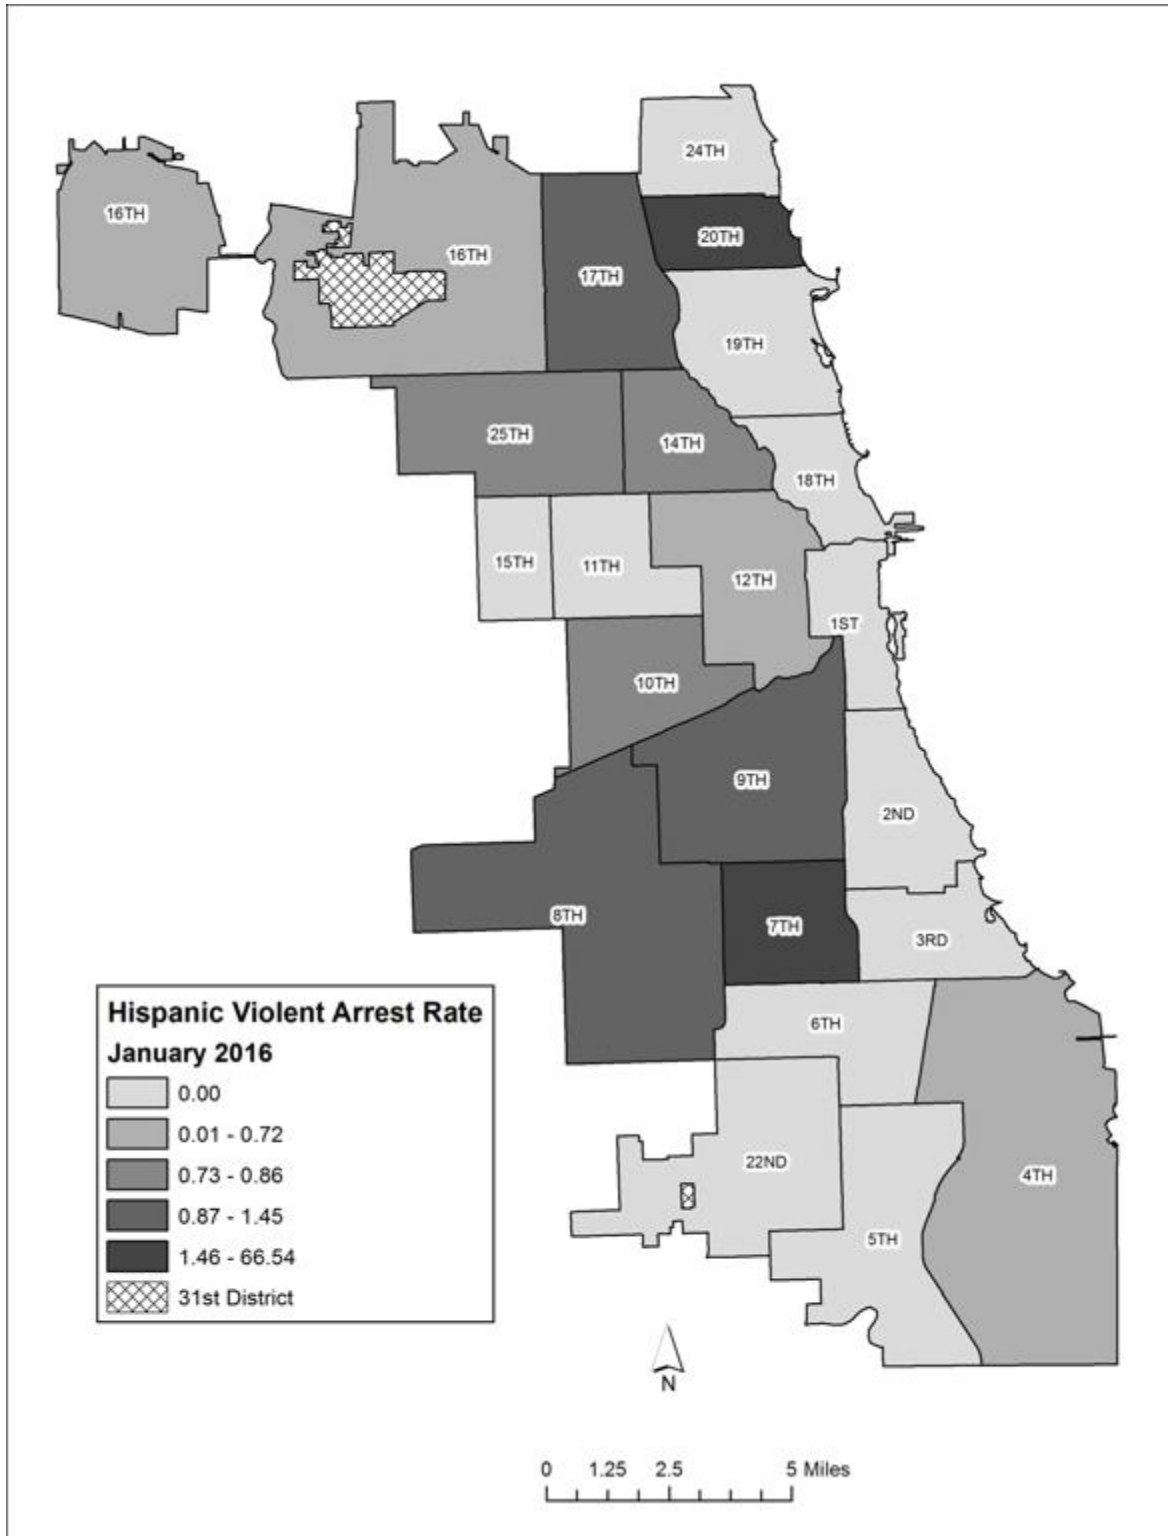 24TH
16TH
20TH
16TH
17TH
19TH
25TH
14TH
18TH
15TH
11TH
12TH
1ST
10TH
9TH
2ND
8TH
7TH
3RD
6TH
22ND
4TH
5TH
Hispanic Violent Arrest Rate
January 2016
0.00
0.01 - 0.72
0.73 - 0.86
0.87 - 1.45
1.46 - 66.54
31st District
N
0 1.25 2.5 5 Miles